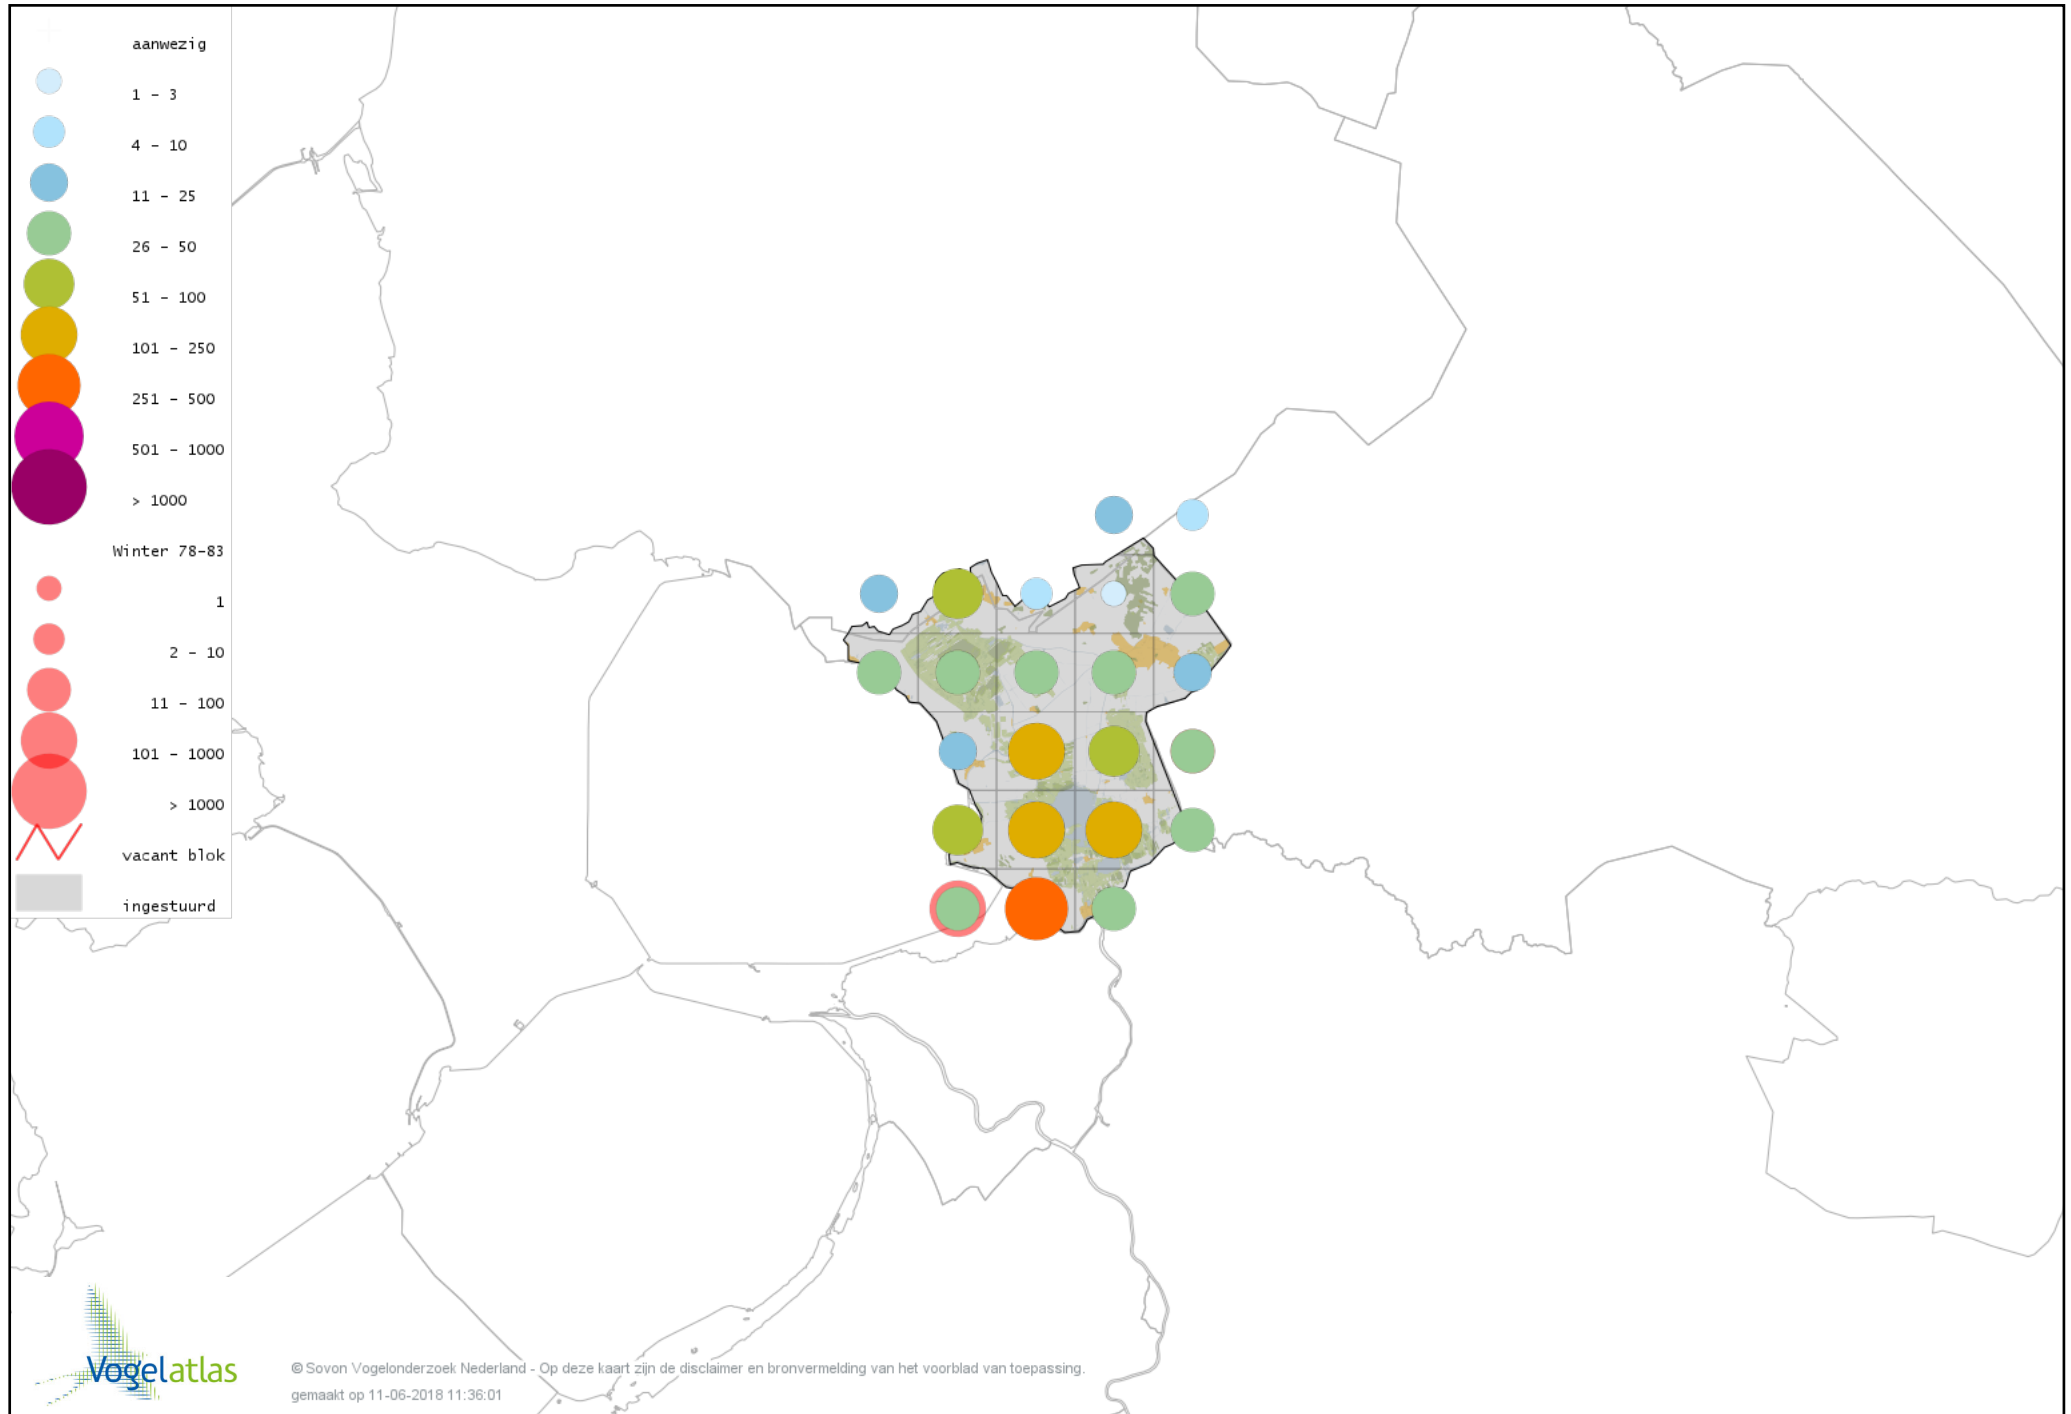 aanwezig
1 - 3
4 - 10
11 - 25
26 - 50
51 - 100
101 - 250
251 - 500
501 - 1000
> 1000
Winter 78-83
1
2 - 10
11 - 100
101 - 1000
> 1000
vacant blok
ingestuurd
Vogelatlas
© Sovon Vogelonderzoek Nederland - Op deze kaart zijn de disclaimer en bronvermelding van het voorblad van toepassing.
gemaakt op 11-06-2018 11:36:01